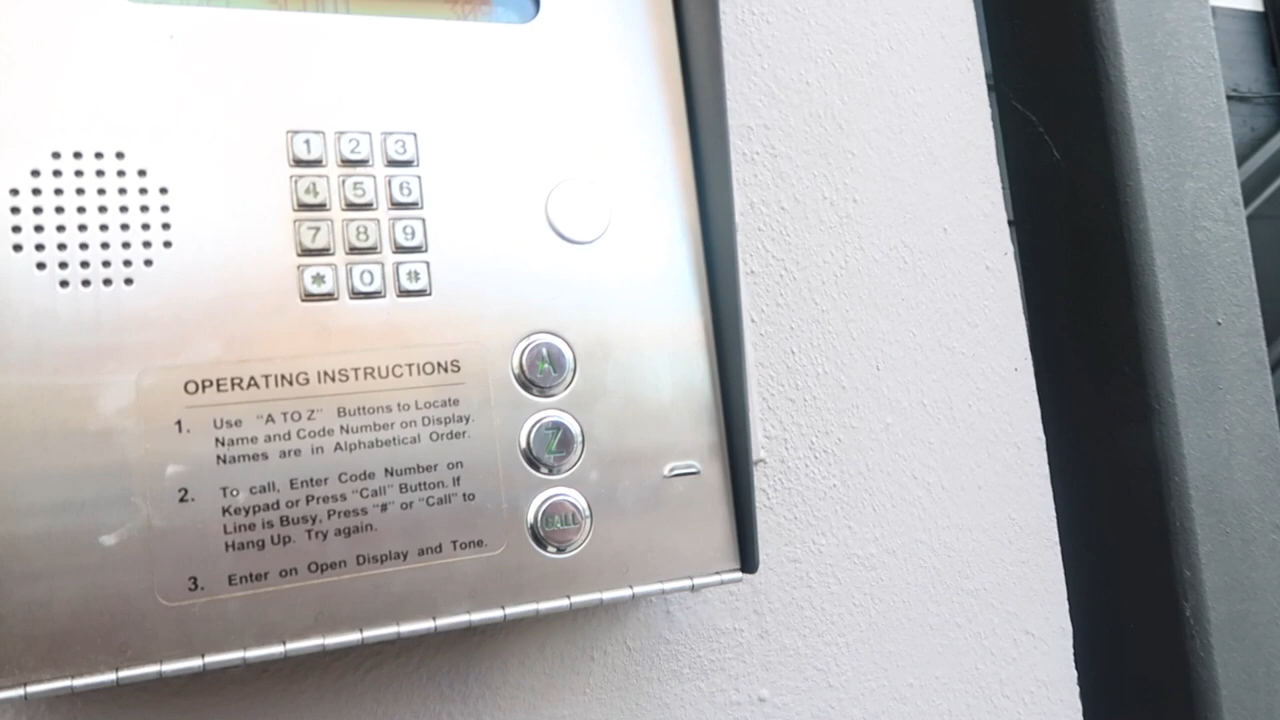 1 2 3
4 5 6
7 8 9
* 0 #
A
Z
CALL
OPERATING INSTRUCTIONS
1. Use "A TO Z" Buttons to Locate
Name and Code Number on Display.
Names are in Alphabetical Order.
2. To call, Enter Code Number on
Keypad or Press "Call" Button. If
Line is Busy, Press "#" or "Call" to
Hang Up. Try again.
3. Enter on Open Display and Tone.